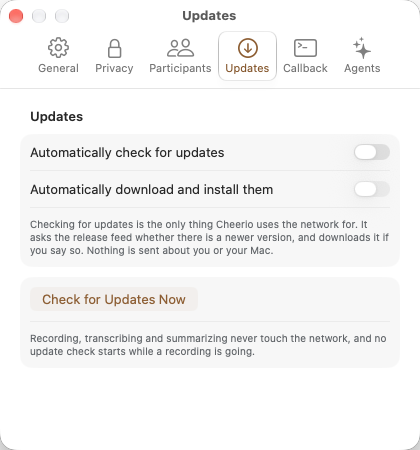 Updates
General
Privacy
Participants
Updates
Callback
Agents
Updates
Automatically check for updates
Automatically download and install them
Checking for updates is the only thing Cheerio uses the network for. It
asks the release feed whether there is a newer version, and downloads it if
you say so. Nothing is sent about you or your Mac.
Check for Updates Now
Recording, transcribing and summarizing never touch the network, and no
update check starts while a recording is going.